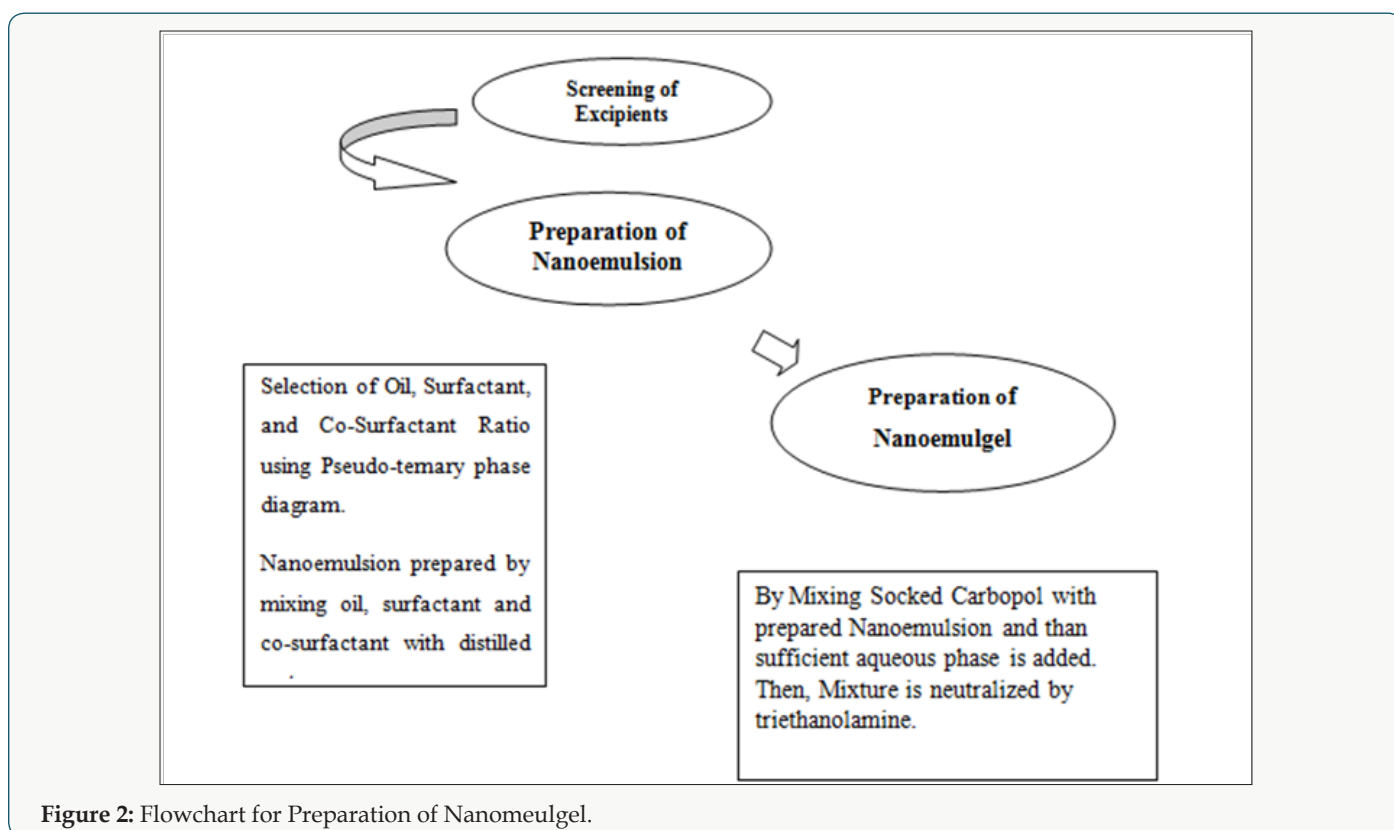 Screening of
Excipients
Preparation of
Nanoemulsion
Preparation of
Nanoemulgel
Selection of Oil, Surfactant,
and Co-Surfactant Ratio
using Pseudo-ternary phase
diagram.
Nanoemulsion prepared by
mixing oil, surfactant and
co-surfactant with distilled
By Mixing Socked Carbopol with
prepared Nanoemulsion and than
sufficient aqueous phase is added.
Then, Mixture is neutralized by
triethanolamine.
Figure 2: Flowchart for Preparation of Nanomeulgel.